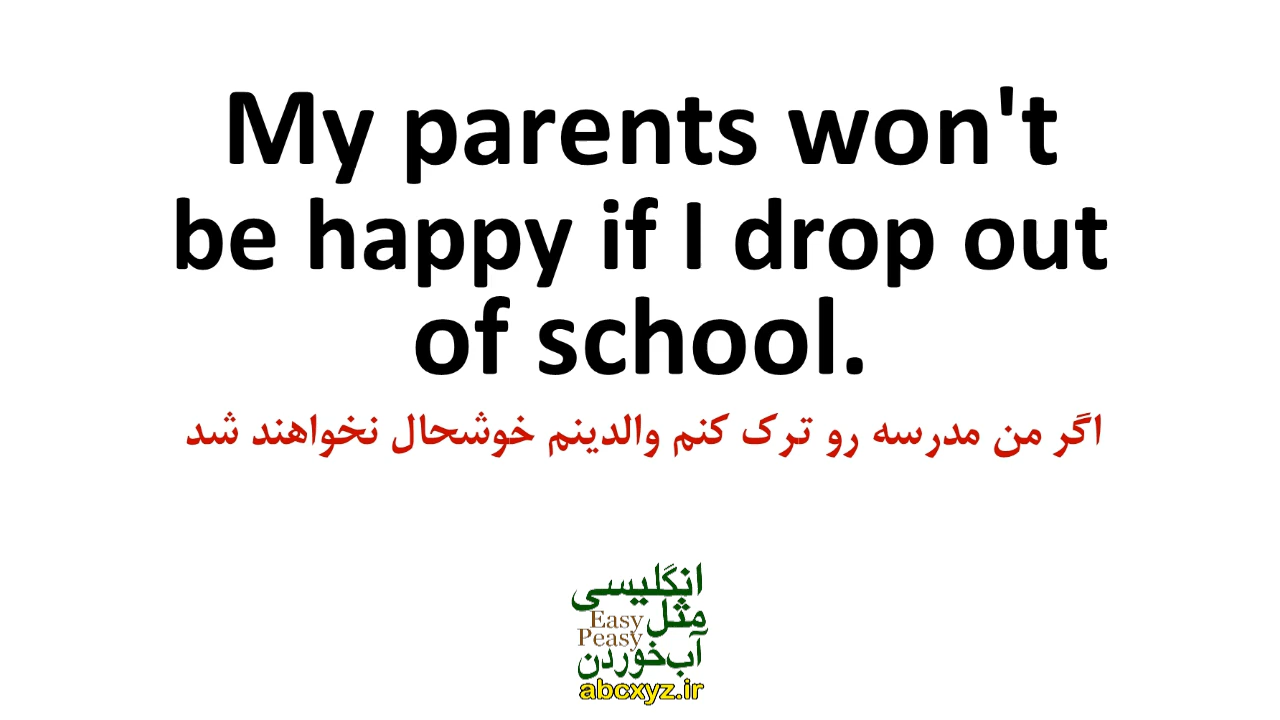 My parents won't
be happy if I drop out
of school.
اگر من مدرسه رو ترک کنم والدینم خوشحال نخواهند شد
انگلیسی
مثل
Easy
Peasy
آب‌خوردن
abcxyz.ir